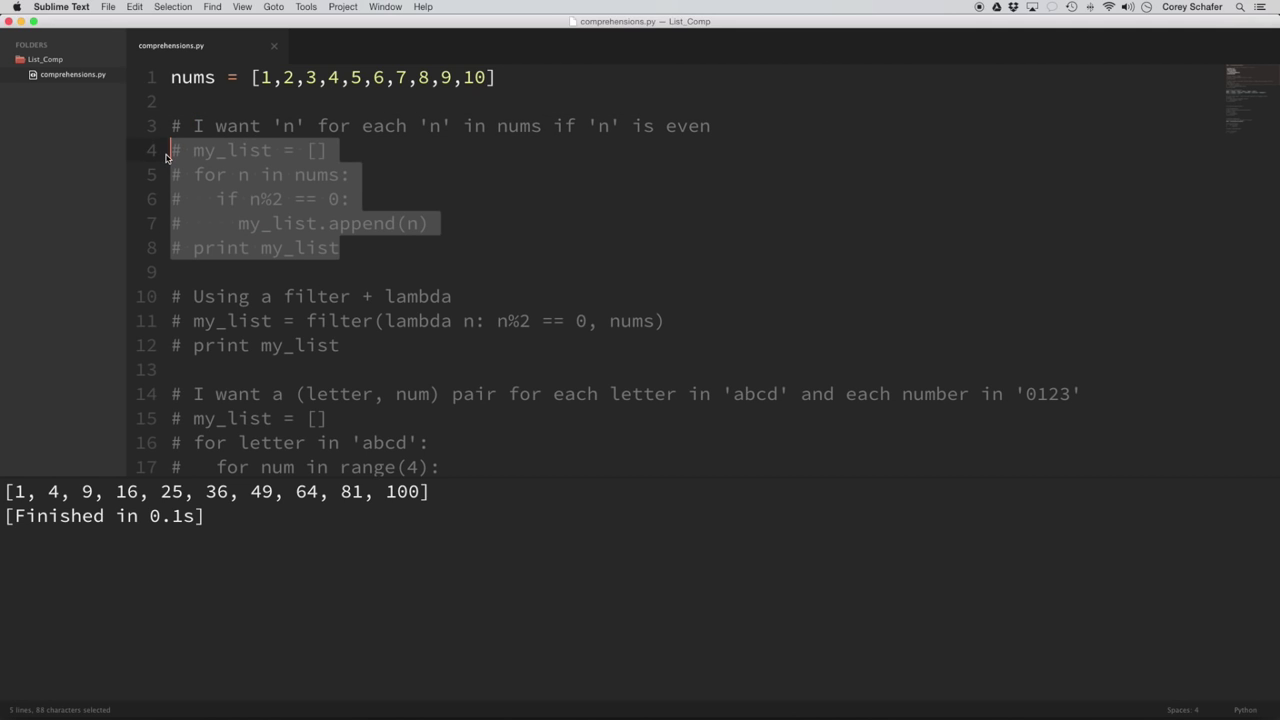 Sublime Text File Edit Selection Find View Goto Tools Project Window Help Corey Schafer
comprehensions.py — List_Comp
FOLDERS
List_Comp
comprehensions.py
comprehensions.py
1 nums = [1,2,3,4,5,6,7,8,9,10]
2
3 # I want 'n' for each 'n' in nums if 'n' is even
4 # my_list = []
5 # for n in nums:
6 #   if n%2 == 0:
7 #     my_list.append(n)
8 # print my_list
9
10 # Using a filter + lambda
11 # my_list = filter(lambda n: n%2 == 0, nums)
12 # print my_list
13
14 # I want a (letter, num) pair for each letter in 'abcd' and each number in '0123'
15 # my_list = []
16 # for letter in 'abcd':
17 #   for num in range(4):
[1, 4, 9, 16, 25, 36, 49, 64, 81, 100]
[Finished in 0.1s]
5 lines, 88 characters selected Spaces: 4 Python